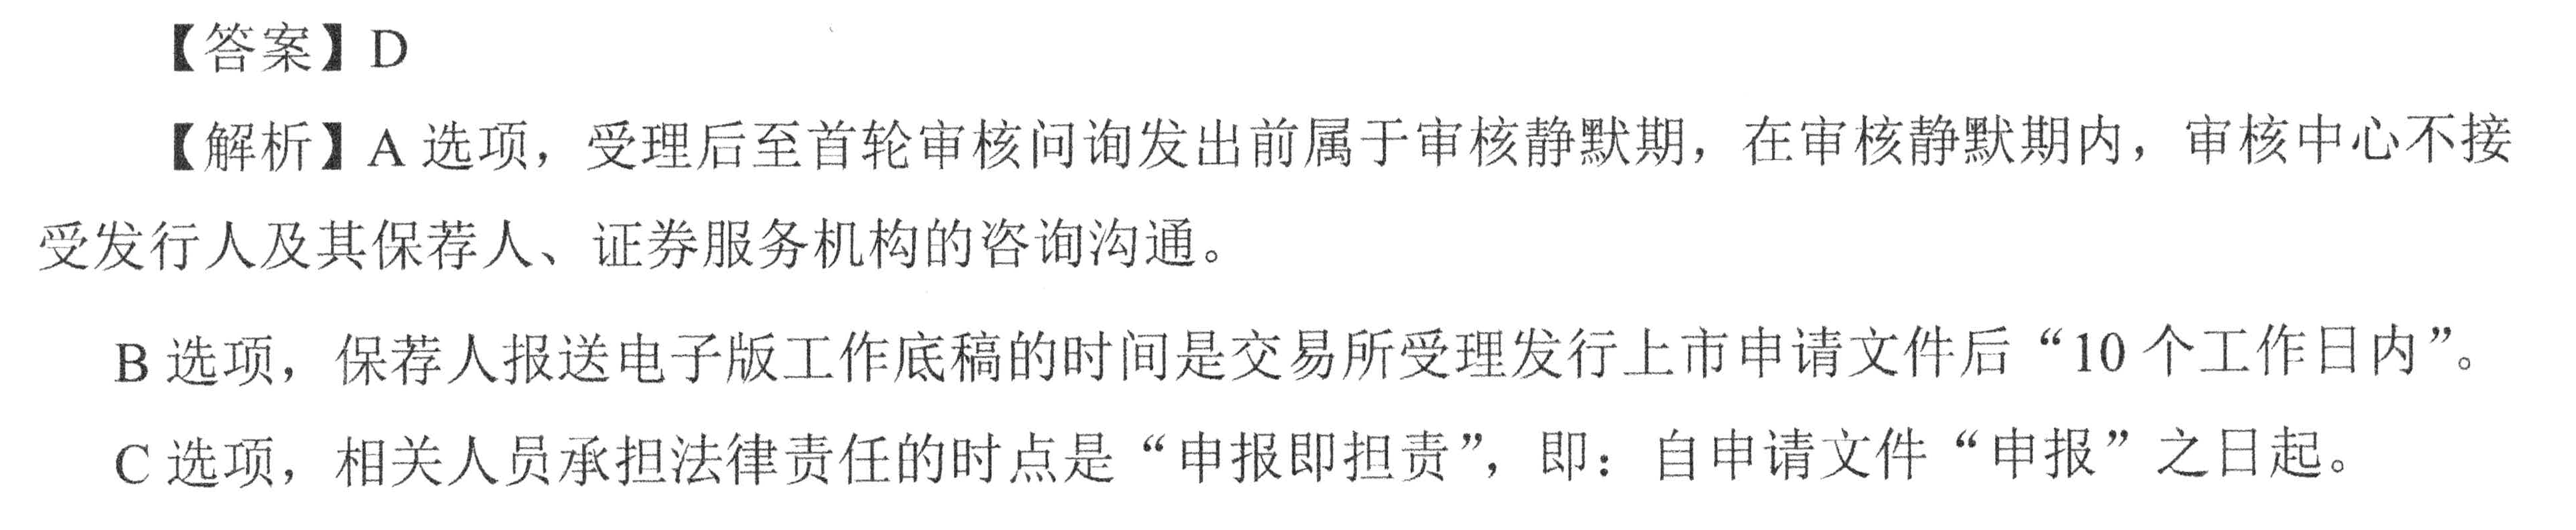 【答案】D
【解析】A 选项，受理后至首轮审核问询发出前属于审核静默期，在审核静默期内，审核中心不接
受发行人及其保荐人、证券服务机构的咨询沟通。
B 选项，保荐人报送电子版工作底稿的时间是交易所受理发行上市申请文件后“10 个工作日内”。
C 选项，相关人员承担法律责任的时点是“申报即担责”，即：自申请文件“申报”之日起。